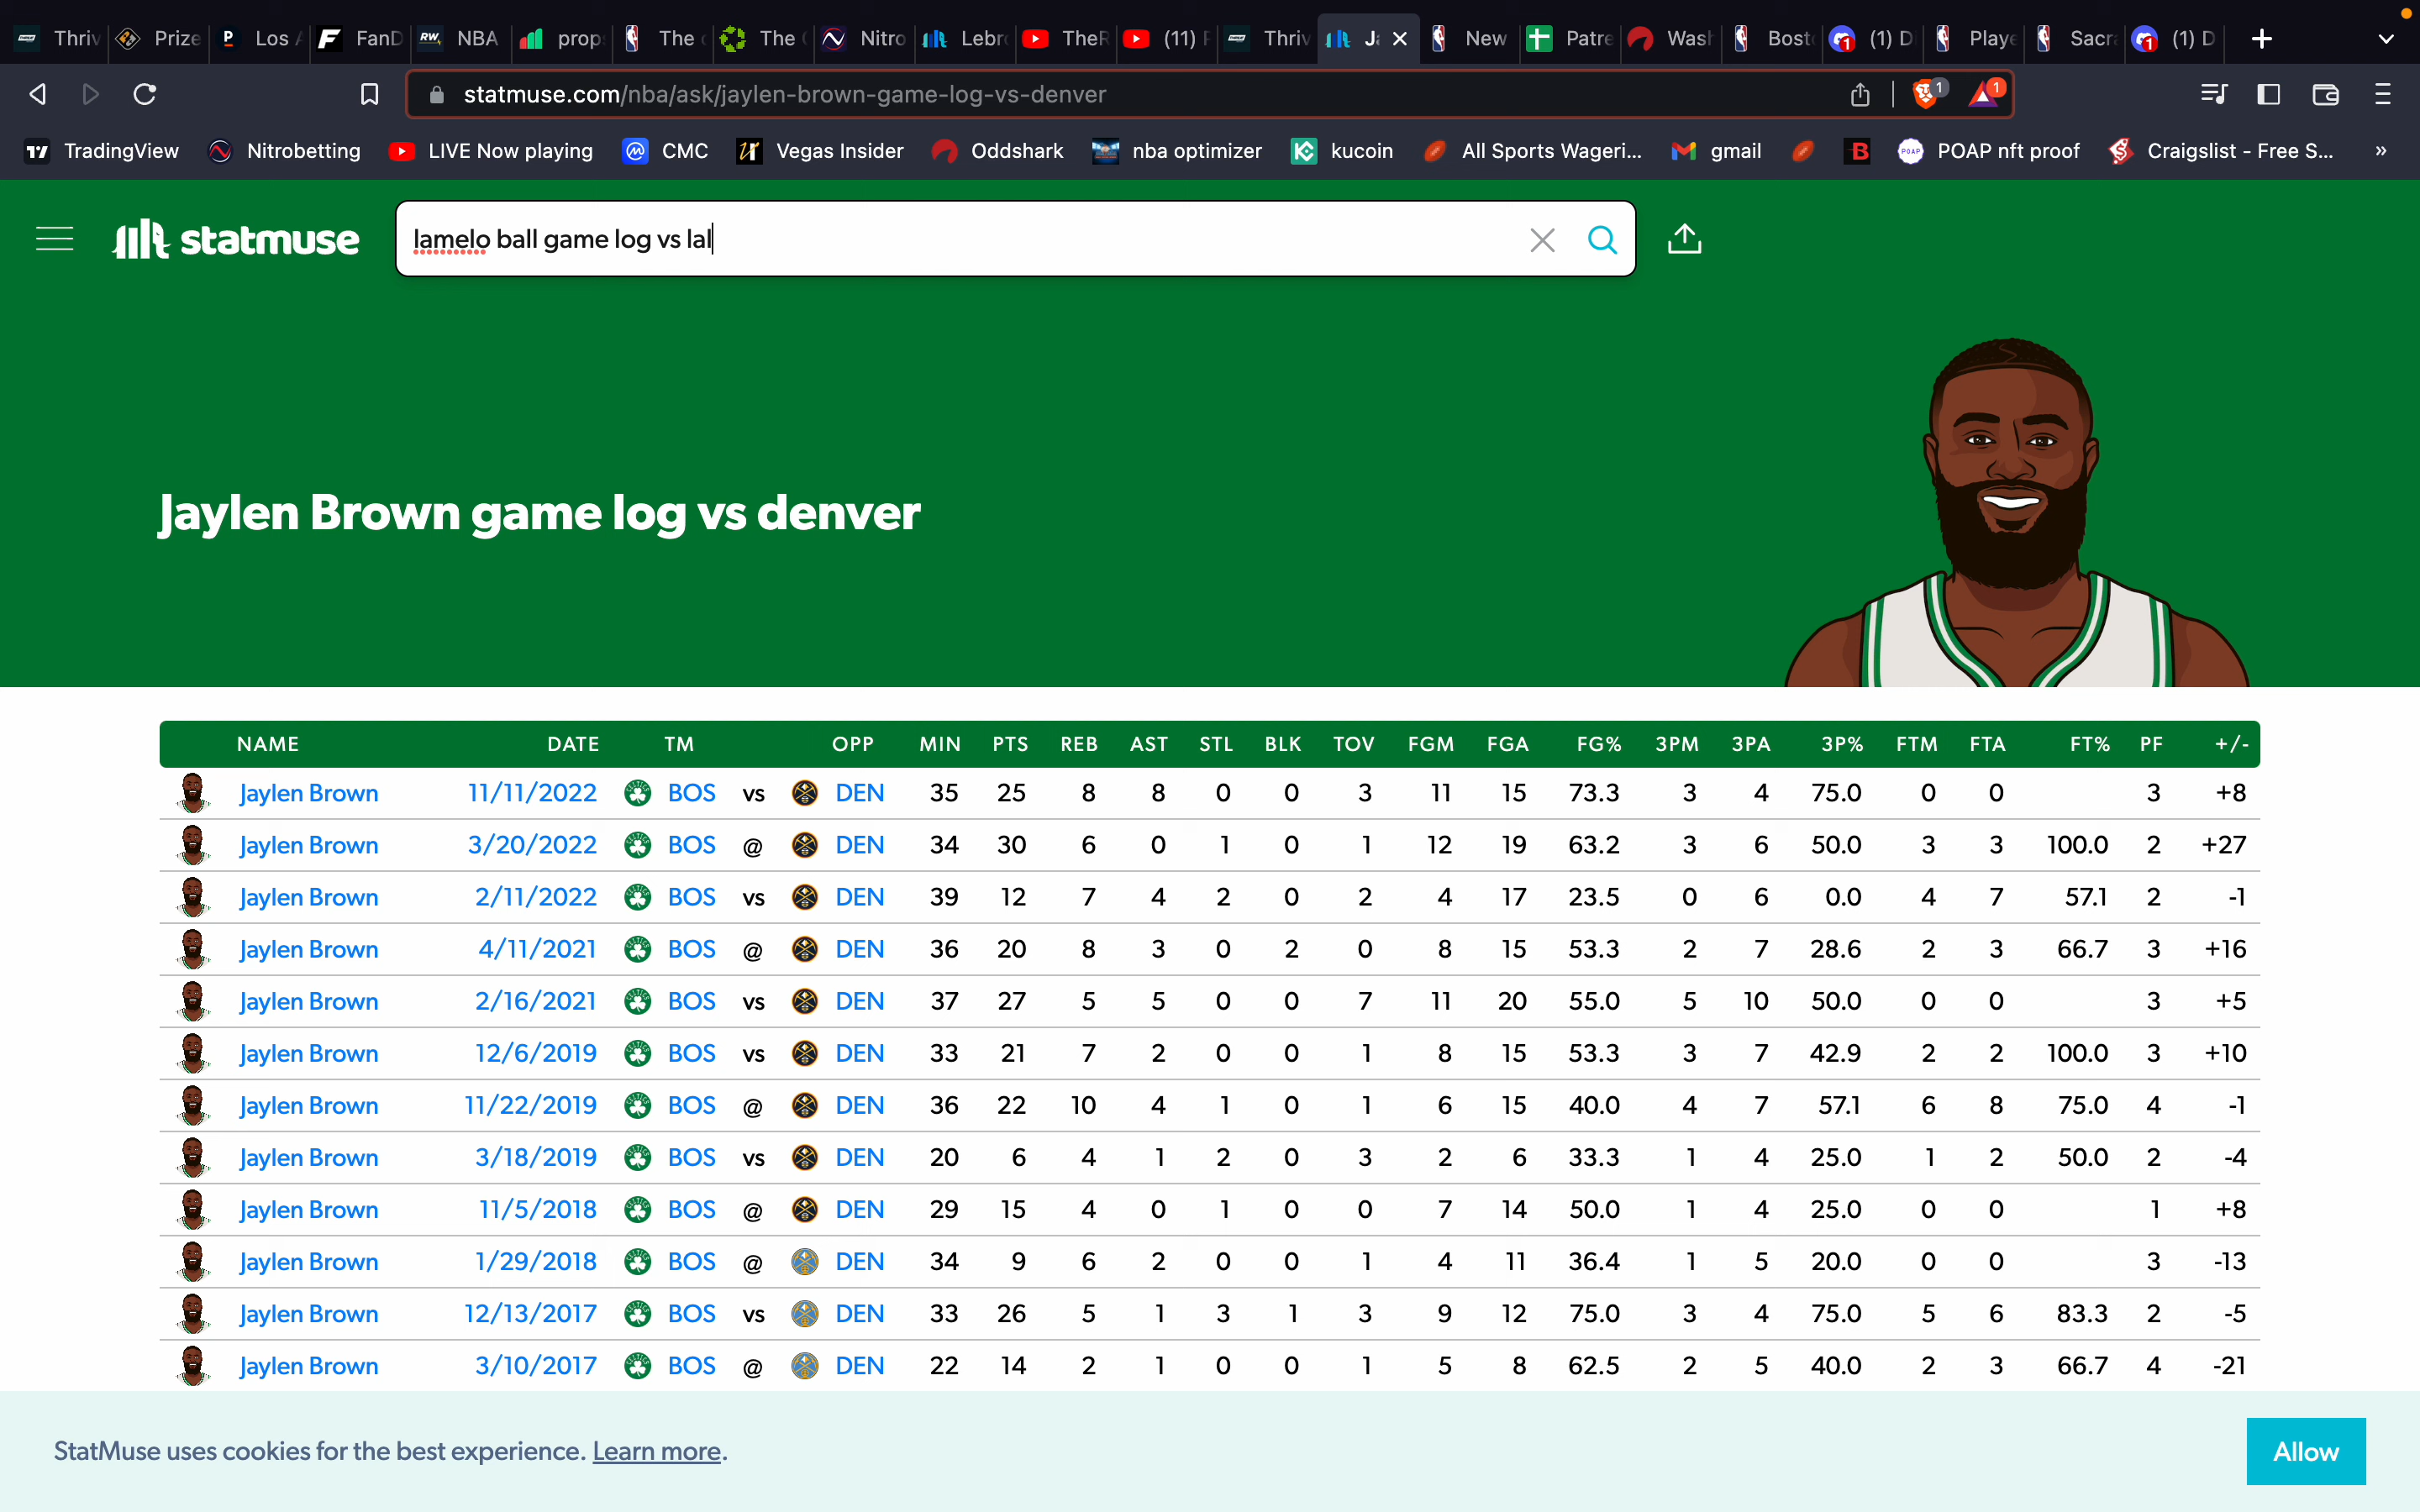 Thriv Prize Los A FanD NBA prop The The Nitro Lebr TheR (11) Thriv Ja New Patre Wash Bost (1) D Playe Sacra (1) D
statmuse.com/nba/ask/jaylen-brown-game-log-vs-denver 1 1
TradingView Nitrobetting LIVE Now playing CMC Vegas Insider Oddshark nba optimizer kucoin All Sports Wageri... gmail POAP nft proof Craigslist - Free S... »
statmuse lamelo ball game log vs lal
Jaylen Brown game log vs denver
NAME DATE TM OPP MIN PTS REB AST STL BLK TOV FGM FGA FG% 3PM 3PA 3P% FTM FTA FT% PF +/-
Jaylen Brown 11/11/2022 BOS vs DEN 35 25 8 8 0 0 3 11 15 73.3 3 4 75.0 0 0 3 +8
Jaylen Brown 3/20/2022 BOS @ DEN 34 30 6 0 1 0 1 12 19 63.2 3 6 50.0 3 3 100.0 2 +27
Jaylen Brown 2/11/2022 BOS vs DEN 39 12 7 4 2 0 2 4 17 23.5 0 6 0.0 4 7 57.1 2 -1
Jaylen Brown 4/11/2021 BOS @ DEN 36 20 8 3 0 2 0 8 15 53.3 2 7 28.6 2 3 66.7 3 +16
Jaylen Brown 2/16/2021 BOS vs DEN 37 27 5 5 0 0 7 11 20 55.0 5 10 50.0 0 0 3 +5
Jaylen Brown 12/6/2019 BOS vs DEN 33 21 7 2 0 0 1 8 15 53.3 3 7 42.9 2 2 100.0 3 +10
Jaylen Brown 11/22/2019 BOS @ DEN 36 22 10 4 1 0 1 6 15 40.0 4 7 57.1 6 8 75.0 4 -1
Jaylen Brown 3/18/2019 BOS vs DEN 20 6 4 1 2 0 3 2 6 33.3 1 4 25.0 1 2 50.0 2 -4
Jaylen Brown 11/5/2018 BOS @ DEN 29 15 4 0 1 0 0 7 14 50.0 1 4 25.0 0 0 1 +8
Jaylen Brown 1/29/2018 BOS @ DEN 34 9 6 2 0 0 1 4 11 36.4 1 5 20.0 0 0 3 -13
Jaylen Brown 12/13/2017 BOS vs DEN 33 26 5 1 3 1 3 9 12 75.0 3 4 75.0 5 6 83.3 2 -5
Jaylen Brown 3/10/2017 BOS @ DEN 22 14 2 1 0 0 1 5 8 62.5 2 5 40.0 2 3 66.7 4 -21
StatMuse uses cookies for the best experience. Learn more. Allow